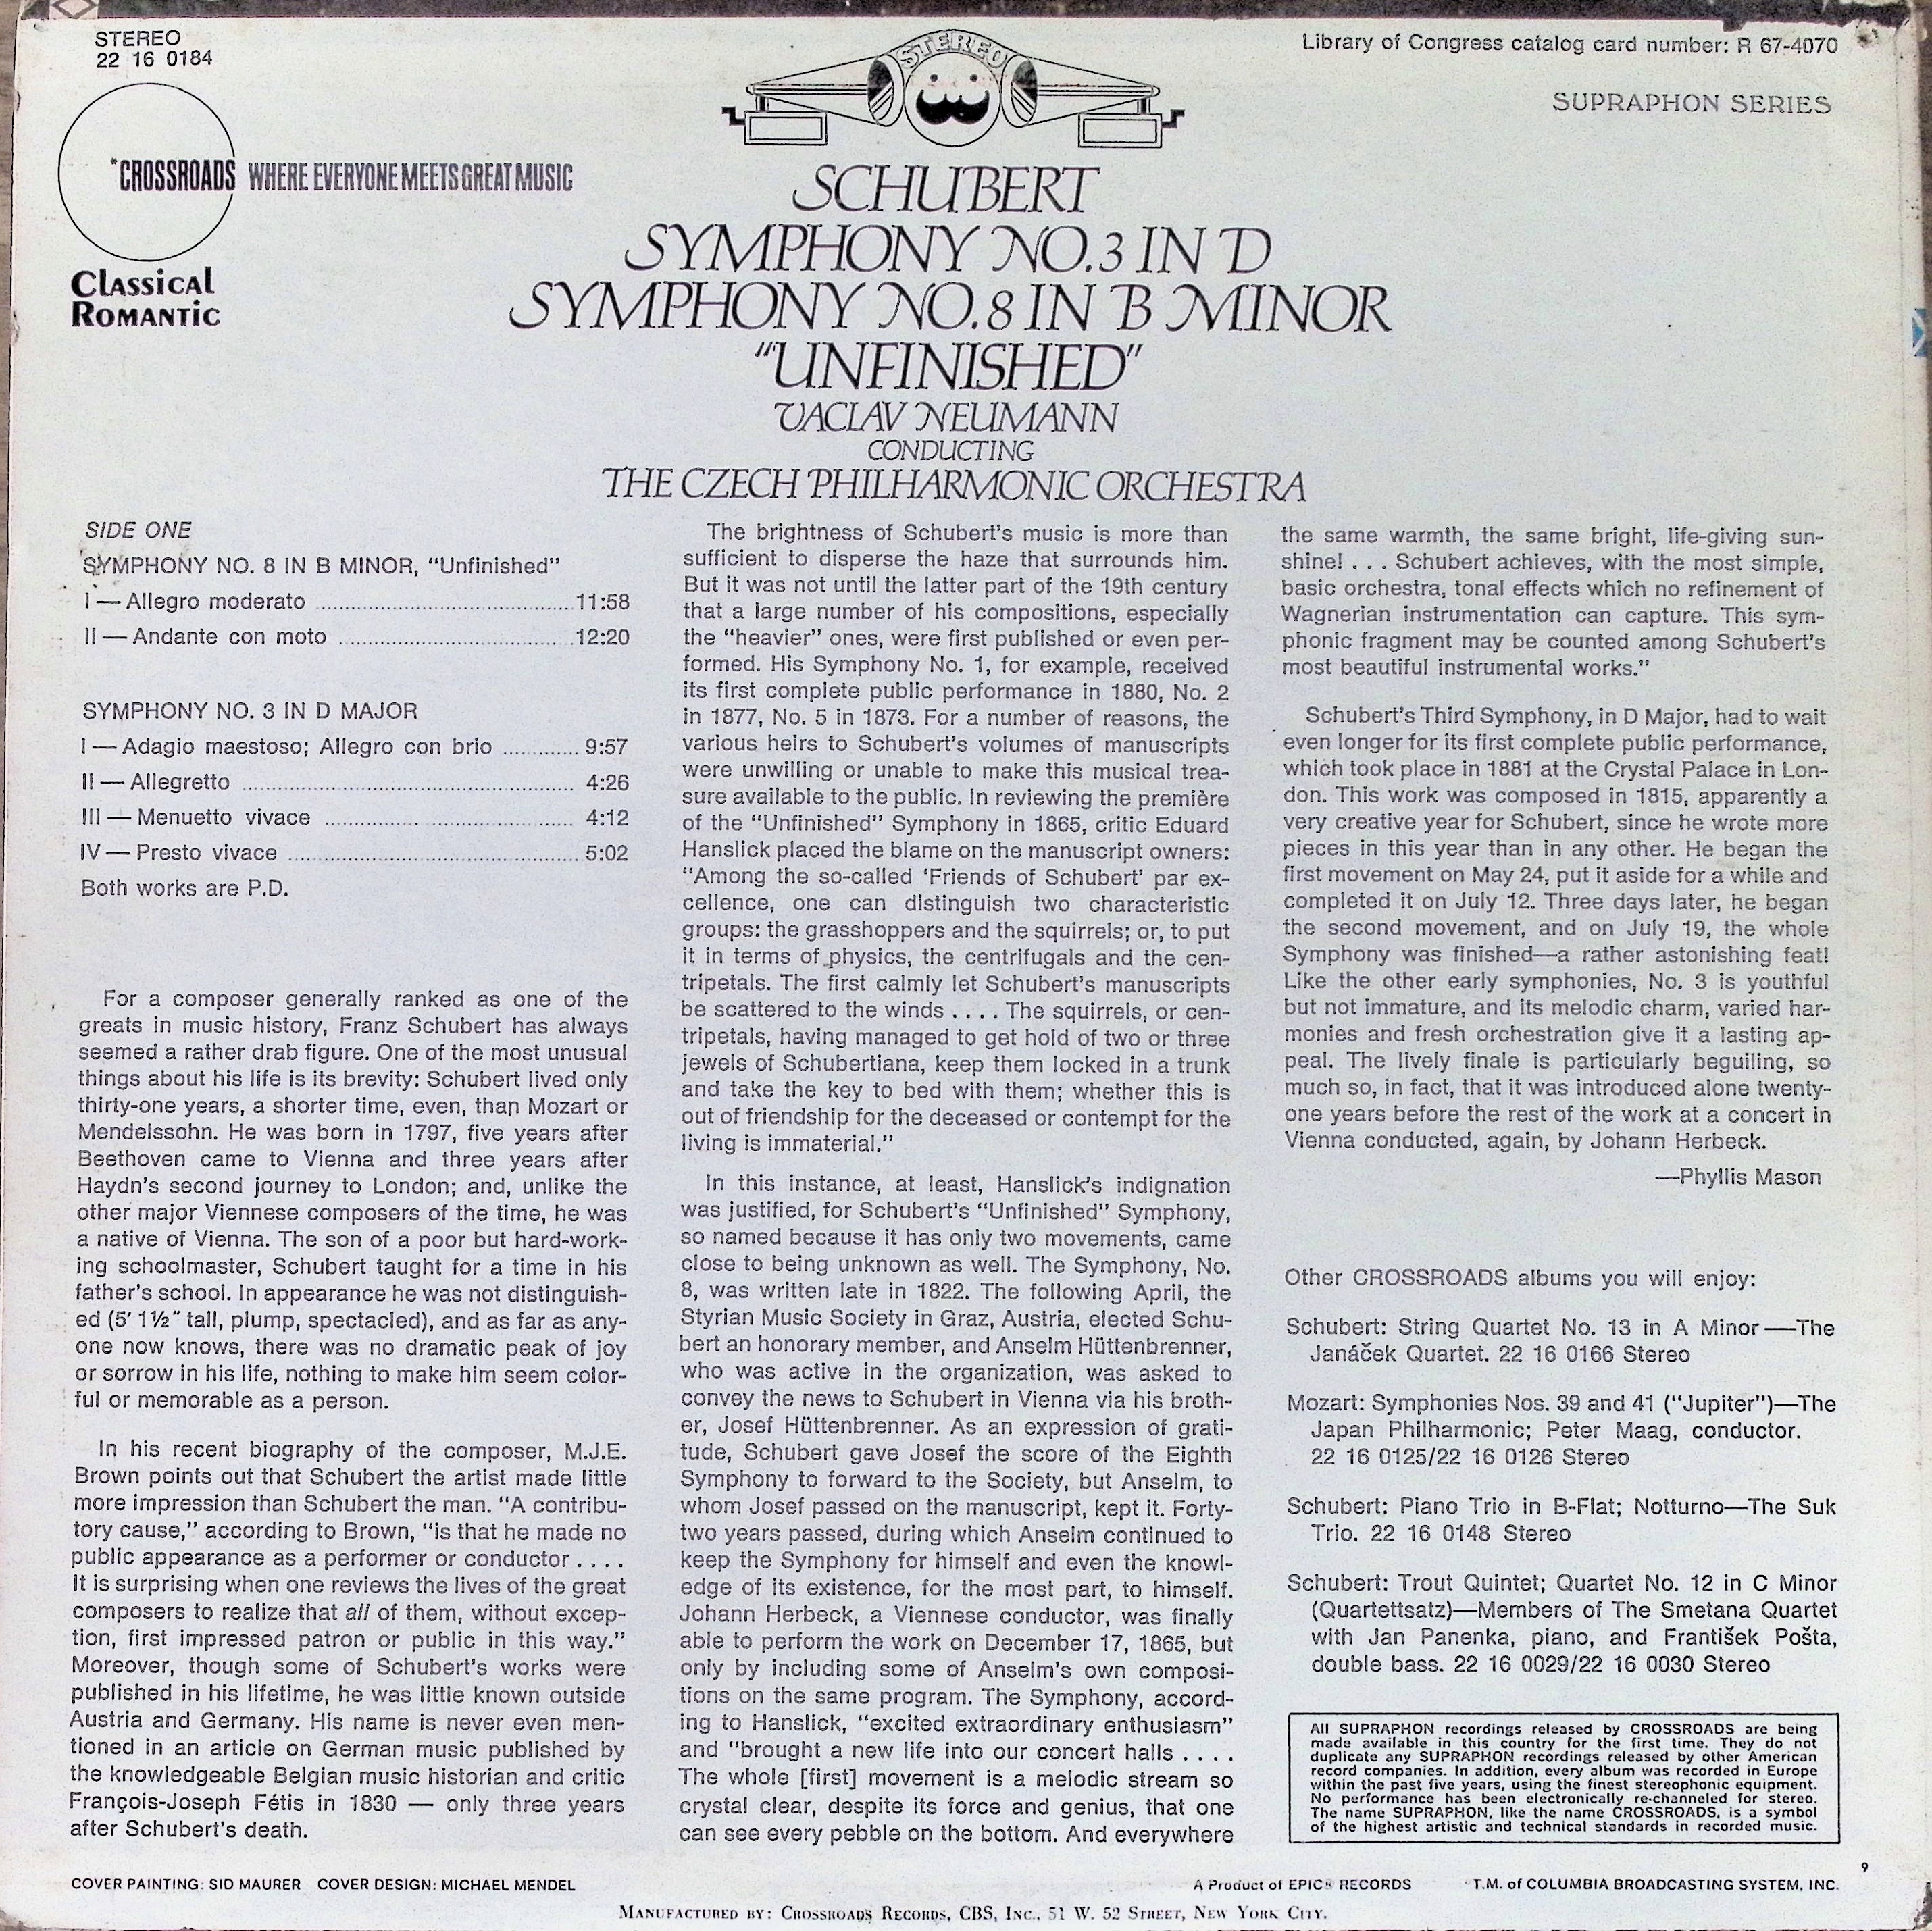 STEREO
22 16 0184
Library of Congress catalog card number: R 67-4070
SUPRAPHON SERIES
STEREO
*CROSSROADS WHERE EVERYONE MEETS GREAT MUSIC
Classical
Romantic
SCHUBERT
SYMPHONY NO. 3 IN D
SYMPHONY NO. 8 IN B MINOR
“UNFINISHED”
VACLAV NEUMANN
CONDUCTING
THE CZECH PHILHARMONIC ORCHESTRA
SIDE ONE
SYMPHONY NO. 8 IN B MINOR, “Unfinished”
I — Allegro moderato ........ 11:58
II — Andante con moto ........ 12:20
SYMPHONY NO. 3 IN D MAJOR
I — Adagio maestoso; Allegro con brio ........ 9:57
II — Allegretto ........ 4:26
III — Menuetto vivace ........ 4:12
IV — Presto vivace ........ 5:02
Both works are P.D.
For a composer generally ranked as one of the
greats in music history, Franz Schubert has always
seemed a rather drab figure. One of the most unusual
things about his life is its brevity: Schubert lived only
thirty-one years, a shorter time, even, than Mozart or
Mendelssohn. He was born in 1797, five years after
Beethoven came to Vienna and three years after
Haydn’s second journey to London; and, unlike the
other major Viennese composers of the time, he was
a native of Vienna. The son of a poor but hard-work-
ing schoolmaster, Schubert taught for a time in his
father’s school. In appearance he was not distinguish-
ed (5′ 1½″ tall, plump, spectacled), and as far as any-
one now knows, there was no dramatic peak of joy
or sorrow in his life, nothing to make him seem color-
ful or memorable as a person.
In his recent biography of the composer, M.J.E.
Brown points out that Schubert the artist made little
more impression than Schubert the man. “A contribu-
tory cause,” according to Brown, “is that he made no
public appearance as a performer or conductor . . . .
It is surprising when one reviews the lives of the great
composers to realize that all of them, without excep-
tion, first impressed patron or public in this way.”
Moreover, though some of Schubert’s works were
published in his lifetime, he was little known outside
Austria and Germany. His name is never even men-
tioned in an article on German music published by
the knowledgeable Belgian music historian and critic
François-Joseph Fétis in 1830 — only three years
after Schubert’s death.
The brightness of Schubert’s music is more than
sufficient to disperse the haze that surrounds him.
But it was not until the latter part of the 19th century
that a large number of his compositions, especially
the “heavier” ones, were first published or even per-
formed. His Symphony No. 1, for example, received
its first complete public performance in 1880, No. 2
in 1877, No. 5 in 1873. For a number of reasons, the
various heirs to Schubert’s volumes of manuscripts
were unwilling or unable to make this musical trea-
sure available to the public. In reviewing the première
of the “Unfinished” Symphony in 1865, critic Eduard
Hanslick placed the blame on the manuscript owners:
“Among the so-called ‘Friends of Schubert’ par ex-
cellence, one can distinguish two characteristic
groups: the grasshoppers and the squirrels; or, to put
it in terms of physics, the centrifugals and the cen-
tripetals. The first calmly let Schubert’s manuscripts
be scattered to the winds . . . . The squirrels, or cen-
tripetals, having managed to get hold of two or three
jewels of Schubertiana, keep them locked in a trunk
and take the key to bed with them; whether this is
out of friendship for the deceased or contempt for the
living is immaterial.”
In this instance, at least, Hanslick’s indignation
was justified, for Schubert’s “Unfinished” Symphony,
so named because it has only two movements, came
close to being unknown as well. The Symphony, No.
8, was written late in 1822. The following April, the
Styrian Music Society in Graz, Austria, elected Schu-
bert an honorary member, and Anselm Hüttenbrenner,
who was active in the organization, was asked to
convey the news to Schubert in Vienna via his broth-
er, Josef Hüttenbrenner. As an expression of grati-
tude, Schubert gave Josef the score of the Eighth
Symphony to forward to the Society, but Anselm, to
whom Josef passed on the manuscript, kept it. Forty-
two years passed, during which Anselm continued to
keep the Symphony for himself and even the knowl-
edge of its existence, for the most part, to himself.
Johann Herbeck, a Viennese conductor, was finally
able to perform the work on December 17, 1865, but
only by including some of Anselm’s own composi-
tions on the same program. The Symphony, accord-
ing to Hanslick, “excited extraordinary enthusiasm”
and “brought a new life into our concert halls . . . .
The whole [first] movement is a melodic stream so
crystal clear, despite its force and genius, that one
can see every pebble on the bottom. And everywhere
the same warmth, the same bright, life-giving sun-
shine! . . . Schubert achieves, with the most simple,
basic orchestra, tonal effects which no refinement of
Wagnerian instrumentation can capture. This sym-
phonic fragment may be counted among Schubert’s
most beautiful instrumental works.”
Schubert’s Third Symphony, in D Major, had to wait
even longer for its first complete public performance,
which took place in 1881 at the Crystal Palace in Lon-
don. This work was composed in 1815, apparently a
very creative year for Schubert, since he wrote more
pieces in this year than in any other. He began the
first movement on May 24, put it aside for a while and
completed it on July 12. Three days later, he began
the second movement, and on July 19, the whole
Symphony was finished—a rather astonishing feat!
Like the other early symphonies, No. 3 is youthful
but not immature, and its melodic charm, varied har-
monies and fresh orchestration give it a lasting ap-
peal. The lively finale is particularly beguiling, so
much so, in fact, that it was introduced alone twenty-
one years before the rest of the work at a concert in
Vienna conducted, again, by Johann Herbeck.
—Phyllis Mason
Other CROSSROADS albums you will enjoy:
Schubert: String Quartet No. 13 in A Minor—The
Janáček Quartet. 22 16 0166 Stereo
Mozart: Symphonies Nos. 39 and 41 (“Jupiter”)—The
Japan Philharmonic; Peter Maag, conductor.
22 16 0125/22 16 0126 Stereo
Schubert: Piano Trio in B-Flat; Notturno—The Suk
Trio. 22 16 0148 Stereo
Schubert: Trout Quintet; Quartet No. 12 in C Minor
(Quartettsatz)—Members of The Smetana Quartet
with Jan Panenka, piano, and František Pošta,
double bass. 22 16 0029/22 16 0030 Stereo
All SUPRAPHON recordings released by CROSSROADS are being
made available in this country for the first time. They do not
duplicate any SUPRAPHON recordings released by other American
record companies. In addition, every album was recorded in Europe
within the past five years, using the finest stereophonic equipment.
No performance has been electronically re-channeled for stereo.
The name SUPRAPHON, like the name CROSSROADS, is a symbol
of the highest artistic and technical standards in recorded music.
9
COVER PAINTING: SID MAURER COVER DESIGN: MICHAEL MENDEL
A Product of EPIC® RECORDS
T.M. of COLUMBIA BROADCASTING SYSTEM, INC.
Manufactured by: Crossroads Records, CBS, Inc., 51 W. 52 Street, New York City.